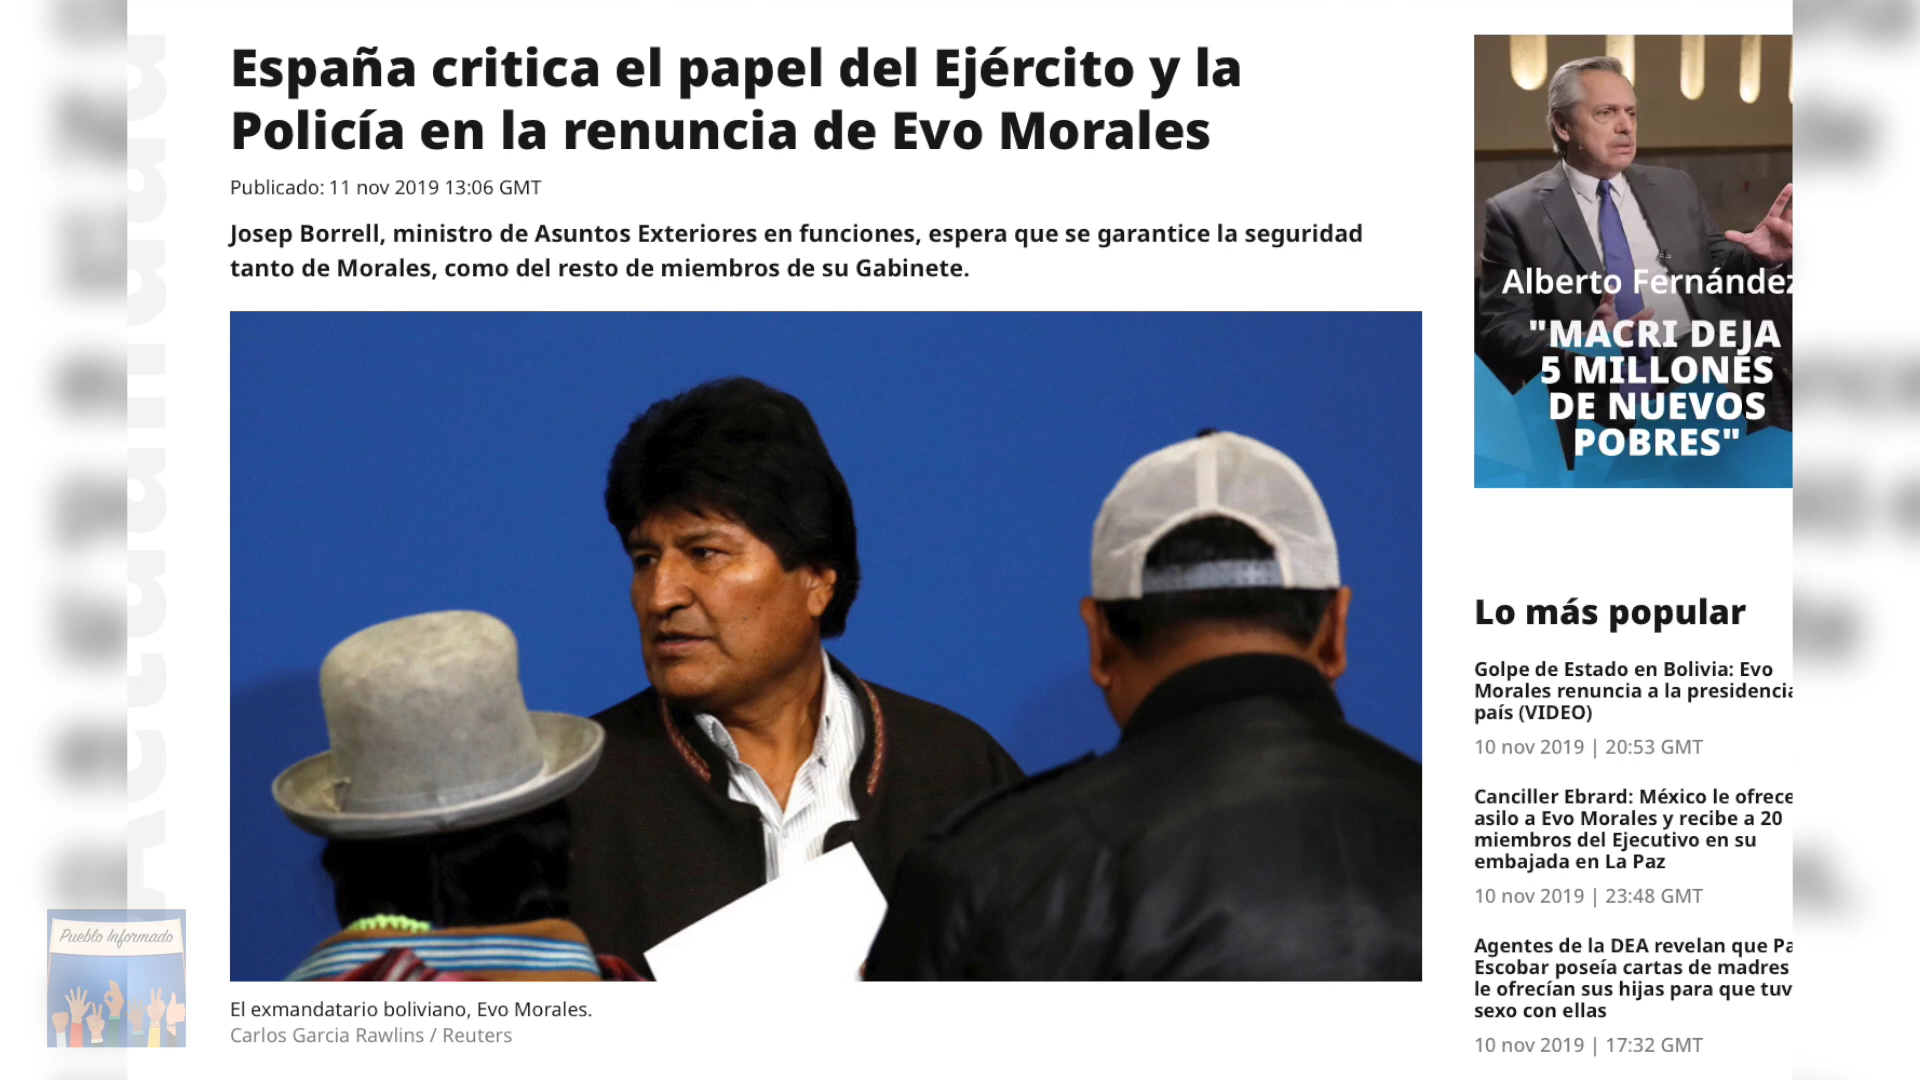 España critica el papel del Ejército y la
Policía en la renuncia de Evo Morales
Publicado: 11 nov 2019 13:06 GMT
Josep Borrell, ministro de Asuntos Exteriores en funciones, espera que se garantice la seguridad
tanto de Morales, como del resto de miembros de su Gabinete.
El exmandatario boliviano, Evo Morales.
Carlos Garcia Rawlins / Reuters
Pueblo Informado
Actualidad
Alberto Fernández
"MACRI DEJA
5 MILLONES
DE NUEVOS
POBRES"
Lo más popular
Golpe de Estado en Bolivia: Evo
Morales renuncia a la presidencia
país (VIDEO)
10 nov 2019 | 20:53 GMT
Canciller Ebrard: México le ofrece
asilo a Evo Morales y recibe a 20
miembros del Ejecutivo en su
embajada en La Paz
10 nov 2019 | 23:48 GMT
Agentes de la DEA revelan que Pa
Escobar poseía cartas de madres
le ofrecían sus hijas para que tuv
sexo con ellas
10 nov 2019 | 17:32 GMT